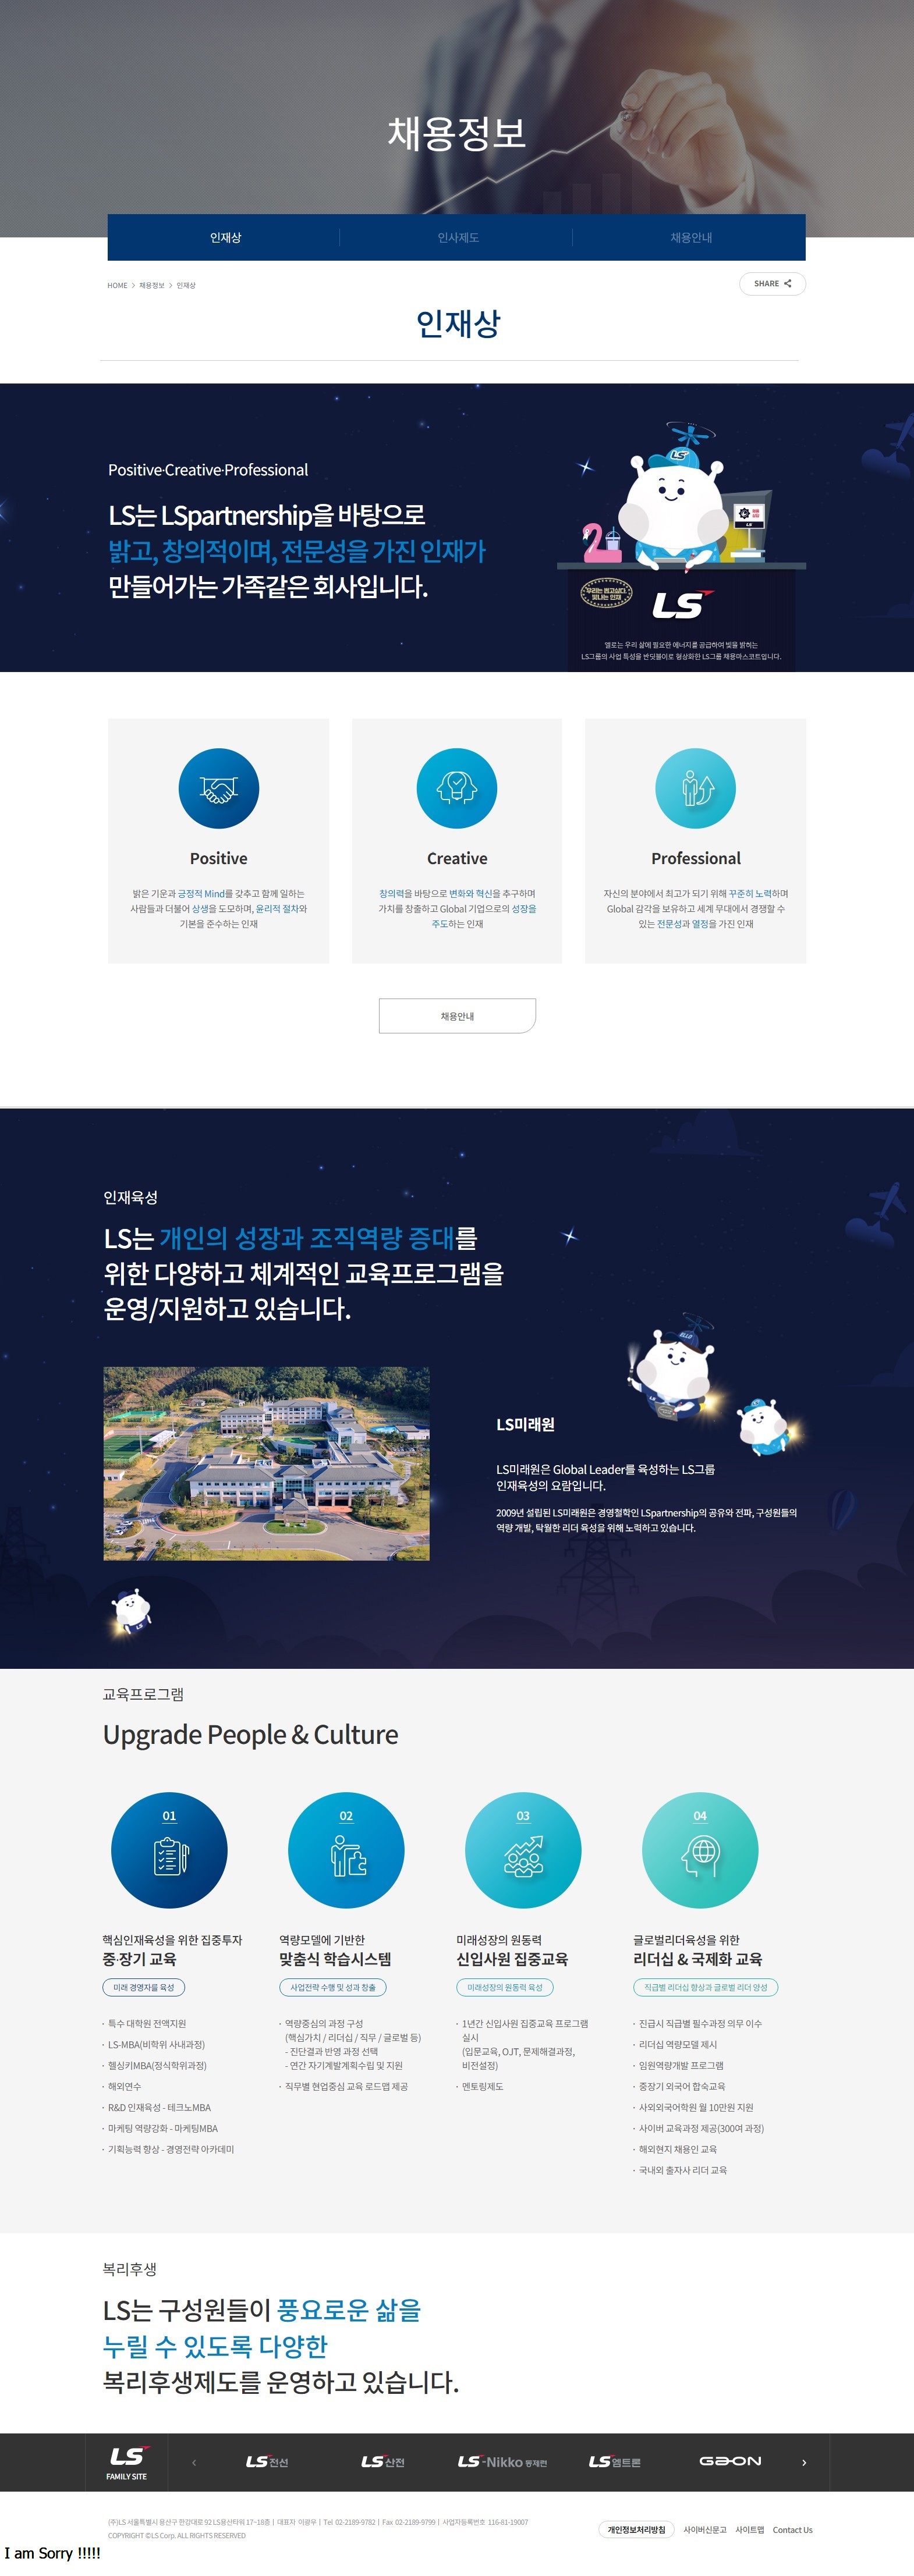 채용정보
인재상
인사제도
채용안내
HOME > 채용정보 > 인재상
SHARE
인재상
Positive·Creative·Professional
LS는 LSpartnership을 바탕으로
밝고, 창의적이며, 전문성을 가진 인재가
만들어가는 가족같은 회사입니다.
LS
우리는 밝고싶다.
빛나는 인재
LS
LS
엘로는 우리 삶에 필요한 에너지를 공급하여 빛을 밝히는
LS그룹의 사업 특성을 반딧불이로 형상화한 LS그룹 채용마스코트입니다.
Positive
밝은 기운과 긍정적 Mind를 갖추고 함께 일하는
사람들과 더불어 상생을 도모하며, 윤리적 절차와
기본을 준수하는 인재
Creative
창의력을 바탕으로 변화와 혁신을 추구하며
가치를 창출하고 Global 기업으로의 성장을
주도하는 인재
Professional
자신의 분야에서 최고가 되기 위해 꾸준히 노력하며
Global 감각을 보유하고 세계 무대에서 경쟁할 수
있는 전문성과 열정을 가진 인재
채용안내
인재육성
LS는 개인의 성장과 조직역량 증대를
위한 다양하고 체계적인 교육프로그램을
운영/지원하고 있습니다.
ELLO
LS미래원
LS미래원은 Global Leader를 육성하는 LS그룹
인재육성의 요람입니다.
2009년 설립된 LS미래원은 경영철학인 LSpartnership의 공유와 전파, 구성원들의
역량 개발, 탁월한 리더 육성을 위해 노력하고 있습니다.
LS
교육프로그램
Upgrade People & Culture
01
핵심인재육성을 위한 집중투자
중·장기 교육
미래 경영자를 육성
· 특수 대학원 전액지원
· LS-MBA(비학위 사내과정)
· 헬싱키MBA(정식학위과정)
· 해외연수
· R&D 인재육성 - 테크노MBA
· 마케팅 역량강화 - 마케팅MBA
· 기획능력 향상 - 경영전략 아카데미
02
역량모델에 기반한
맞춤식 학습시스템
사업전략 수행 및 성과 창출
· 역량중심의 과정 구성
(핵심가치 / 리더십 / 직무 / 글로벌 등)
- 진단결과 반영 과정 선택
- 연간 자기계발계획수립 및 지원
· 직무별 현업중심 교육 로드맵 제공
03
미래성장의 원동력
신입사원 집중교육
미래성장의 원동력 육성
· 1년간 신입사원 집중교육 프로그램
실시
(입문교육, OJT, 문제해결과정,
비전설정)
· 멘토링제도
04
글로벌리더육성을 위한
리더십 & 국제화 교육
직급별 리더십 향상과 글로벌 리더 양성
· 진급시 직급별 필수과정 의무 이수
· 리더십 역량모델 제시
· 임원역량개발 프로그램
· 중장기 외국어 합숙교육
· 사외외국어학원 월 10만원 지원
· 사이버 교육과정 제공(300여 과정)
· 해외현지 채용인 교육
· 국내외 출자사 리더 교육
복리후생
LS는 구성원들이 풍요로운 삶을
누릴 수 있도록 다양한
복리후생제도를 운영하고 있습니다.
LS
FAMILY SITE
LS전선
LS산전
LS-Nikko 동제련
LS엠트론
GAON
(주)LS 서울특별시 용산구 한강대로 92 LS용산타워 17~18층 | 대표자 이광우 | Tel 02-2189-9782 | Fax 02-2189-9799 | 사업자등록번호 116-81-19007
COPYRIGHT ©LS Corp. ALL RIGHTS RESERVED
개인정보처리방침
사이버신문고
사이트맵
Contact Us
I am Sorry !!!!!